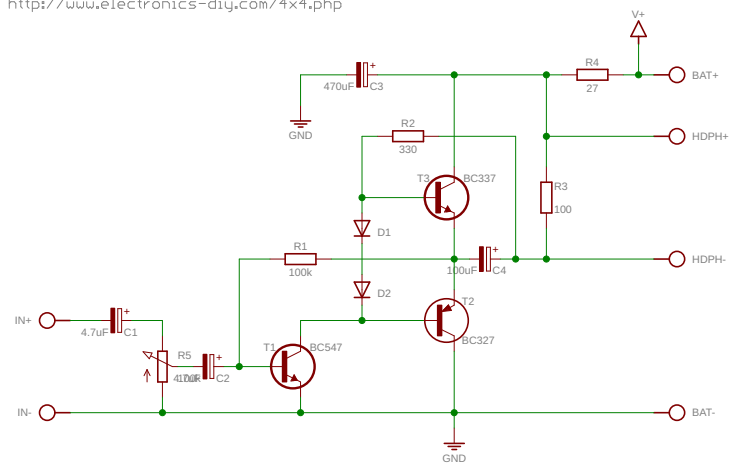 http://www.electronics-diy.com/4x4.php
V+
R4
BAT+
27
470uF C3
GND
R2
HDPH+
330
T3 BC337
R3
100
D1
R1
100k
100uF C4
HDPH-
D2
T2
IN+
4.7uF C1
BC327
T1 BC547
R5
C2
IN-
BAT-
GND